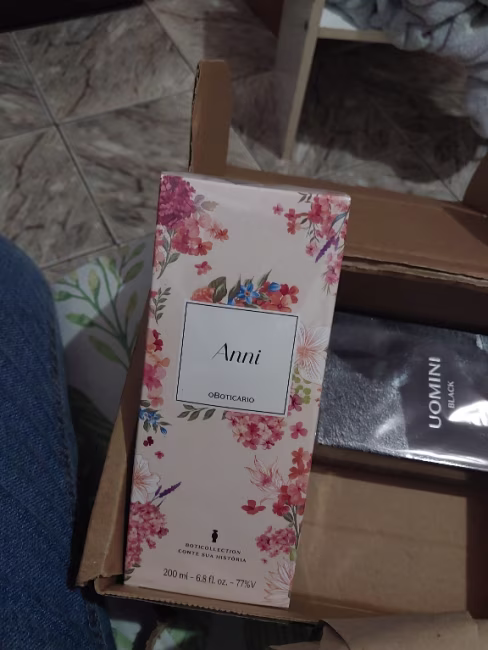 Anni
OBOTICÁRIO
BOTICOLLECTION
CONTE SUA HISTÓRIA
200 ml - 6.8 fl. oz. - 77%V
UOMINI
BLACK